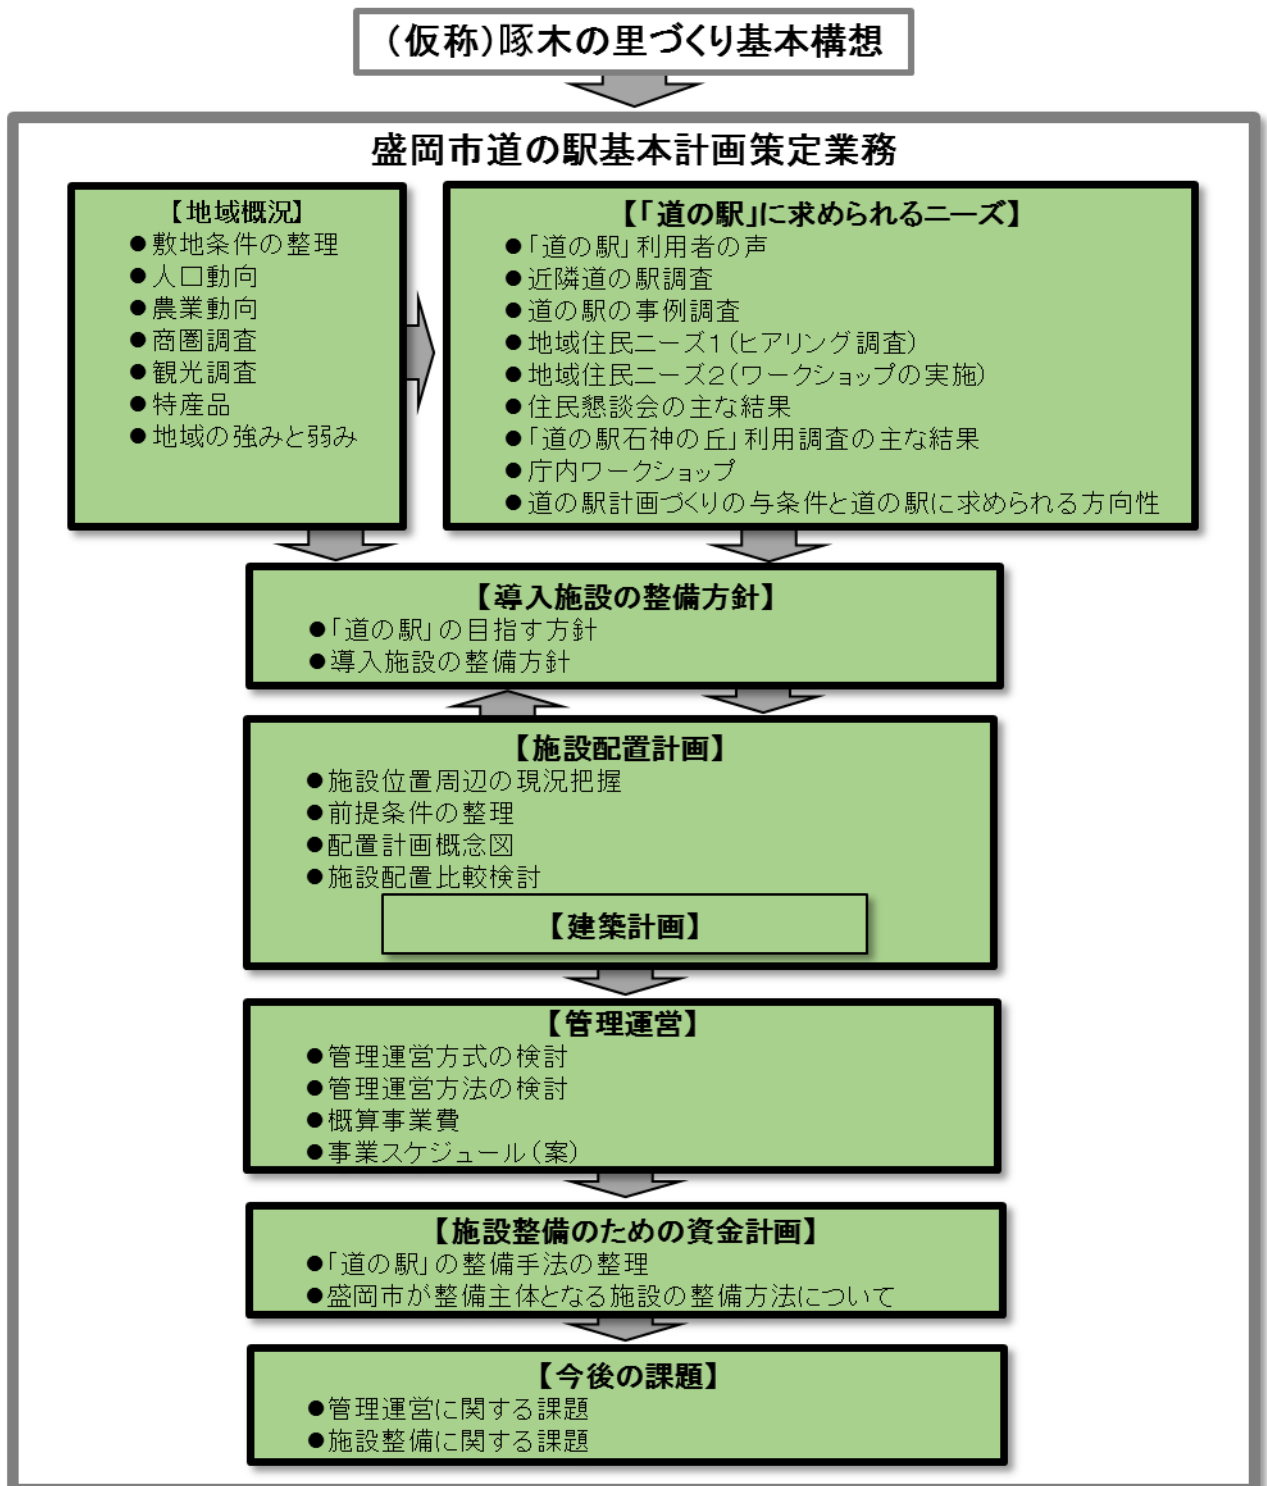 (仮称)啄木の里づくり基本構想
盛岡市道の駅基本計画策定業務
【地域概況】
●敷地条件の整理
●人口動向
●農業動向
●商圏調査
●観光調査
●特産品
●地域の強みと弱み
【「道の駅」に求められるニーズ】
●「道の駅」利用者の声
●近隣道の駅調査
●道の駅の事例調査
●地域住民ニーズ1(ヒアリング調査)
●地域住民ニーズ2(ワークショップの実施)
●住民懇談会の主な結果
●「道の駅石神の丘」利用調査の主な結果
●庁内ワークショップ
●道の駅計画づくりの与条件と道の駅に求められる方向性
【導入施設の整備方針】
●「道の駅」の目指す方針
●導入施設の整備方針
【施設配置計画】
●施設位置周辺の現況把握
●前提条件の整理
●配置計画概念図
●施設配置比較検討
【建築計画】
【管理運営】
●管理運営方式の検討
●管理運営方法の検討
●概算事業費
●事業スケジュール(案)
【施設整備のための資金計画】
●「道の駅」の整備手法の整理
●盛岡市が整備主体となる施設の整備方法について
【今後の課題】
●管理運営に関する課題
●施設整備に関する課題